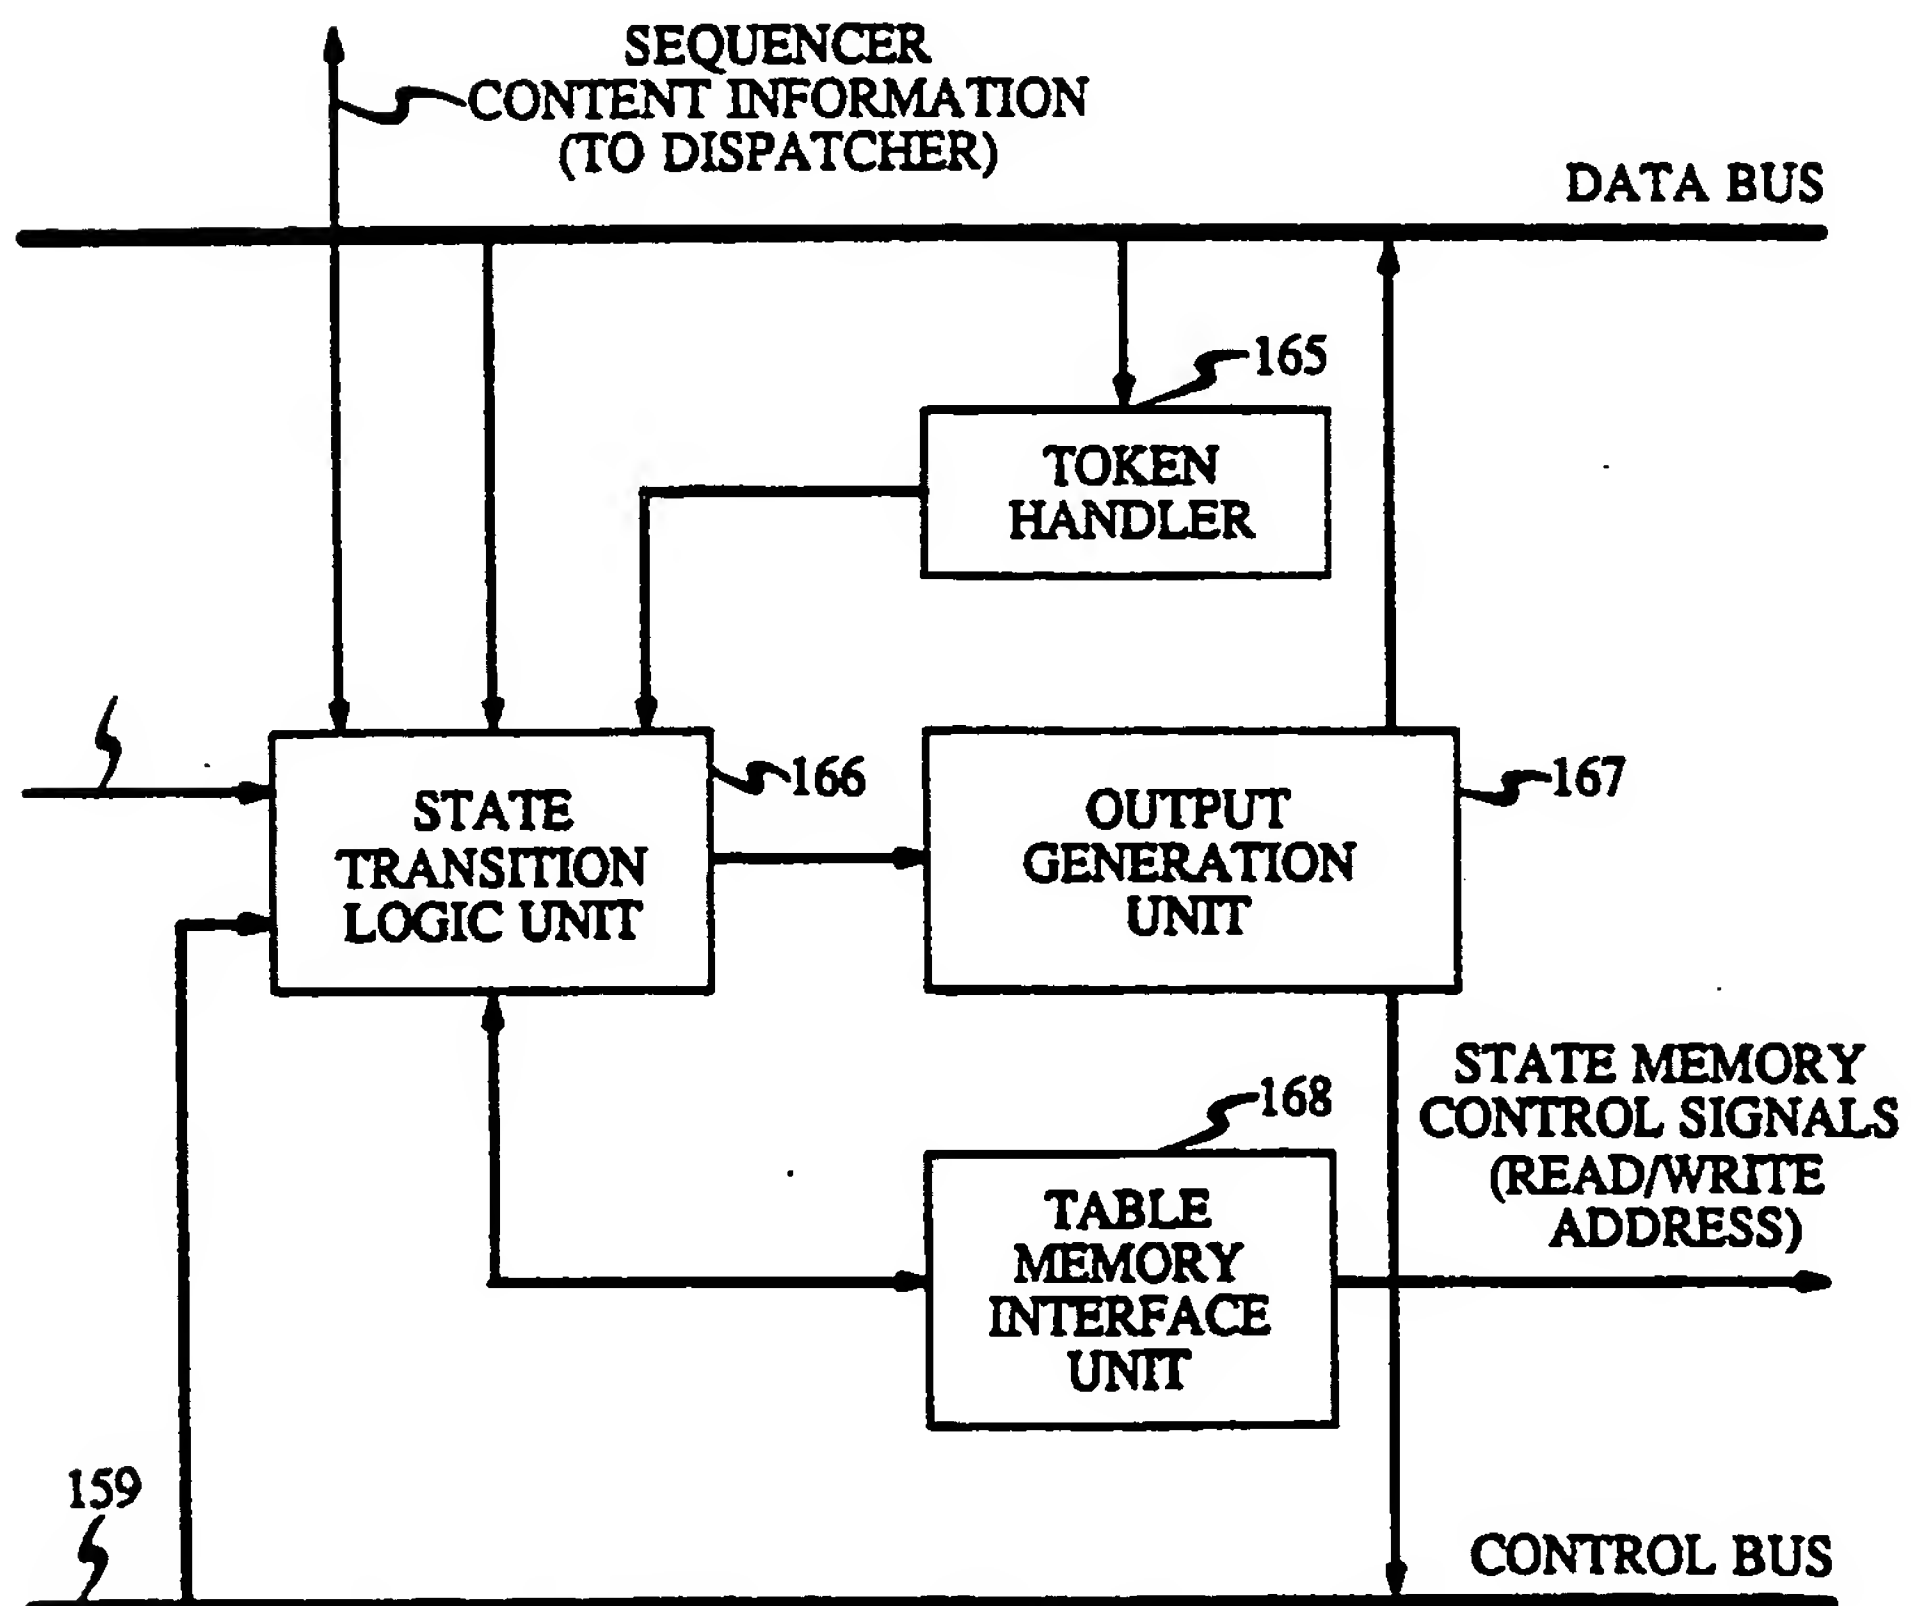 SEQUENCER
CONTENT INFORMATION
(TO DISPATCHER)
DATA BUS
165
TOKEN
HANDLER
166
167
STATE
TRANSITION
LOGIC UNIT
OUTPUT
GENERATION
UNIT
STATE MEMORY
CONTROL SIGNALS
(READ/WRITE
ADDRESS)
168
TABLE
MEMORY
INTERFACE
UNIT
159
CONTROL BUS